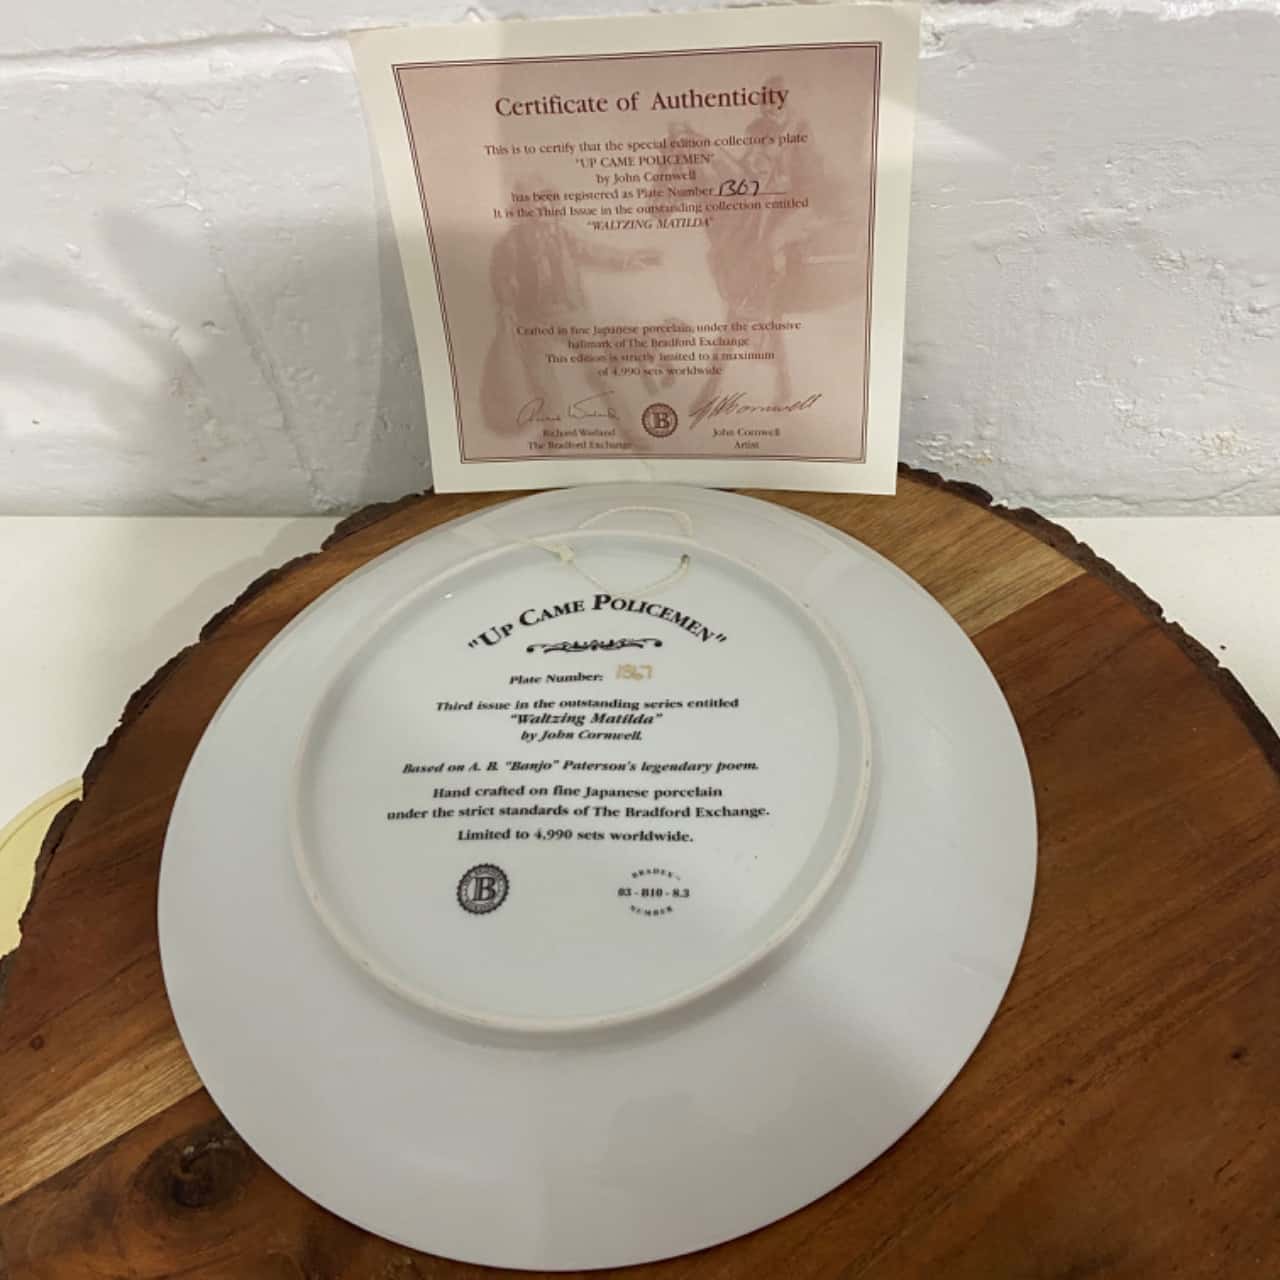 Certificate of Authenticity
This is to certify that the special edition collector's plate
"UP CAME POLICEMEN"
by John Cornwell
has been registered as Plate Number 1367
It is the Third Issue in the outstanding collection entitled
"WALTZING MATILDA"
Crafted in fine Japanese porcelain, under the exclusive
hallmark of The Bradford Exchange
This edition is strictly limited to a maximum
of 4,990 sets worldwide
B
Richard Wieland
The Bradford Exchange
John Cornwell
Artist
"UP CAME POLICEMEN"
Plate Number: 1367
Third issue in the outstanding series entitled
"Waltzing Matilda"
by John Cornwell.
Based on A. B. "Banjo" Paterson's legendary poem.
Hand crafted on fine Japanese porcelain
under the strict standards of The Bradford Exchange.
Limited to 4,990 sets worldwide.
B
BRADEX™
03 - B10 - 8.3
NUMBER